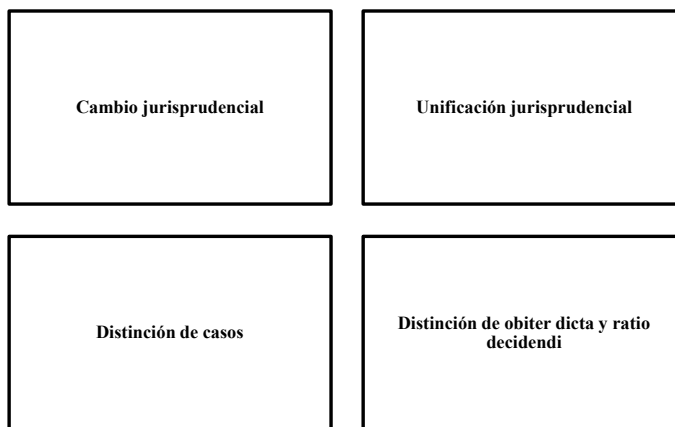 Cambio jurisprudencial
Unificación jurisprudencial
Distinción de casos
Distinción de obiter dicta y ratio
decidendi